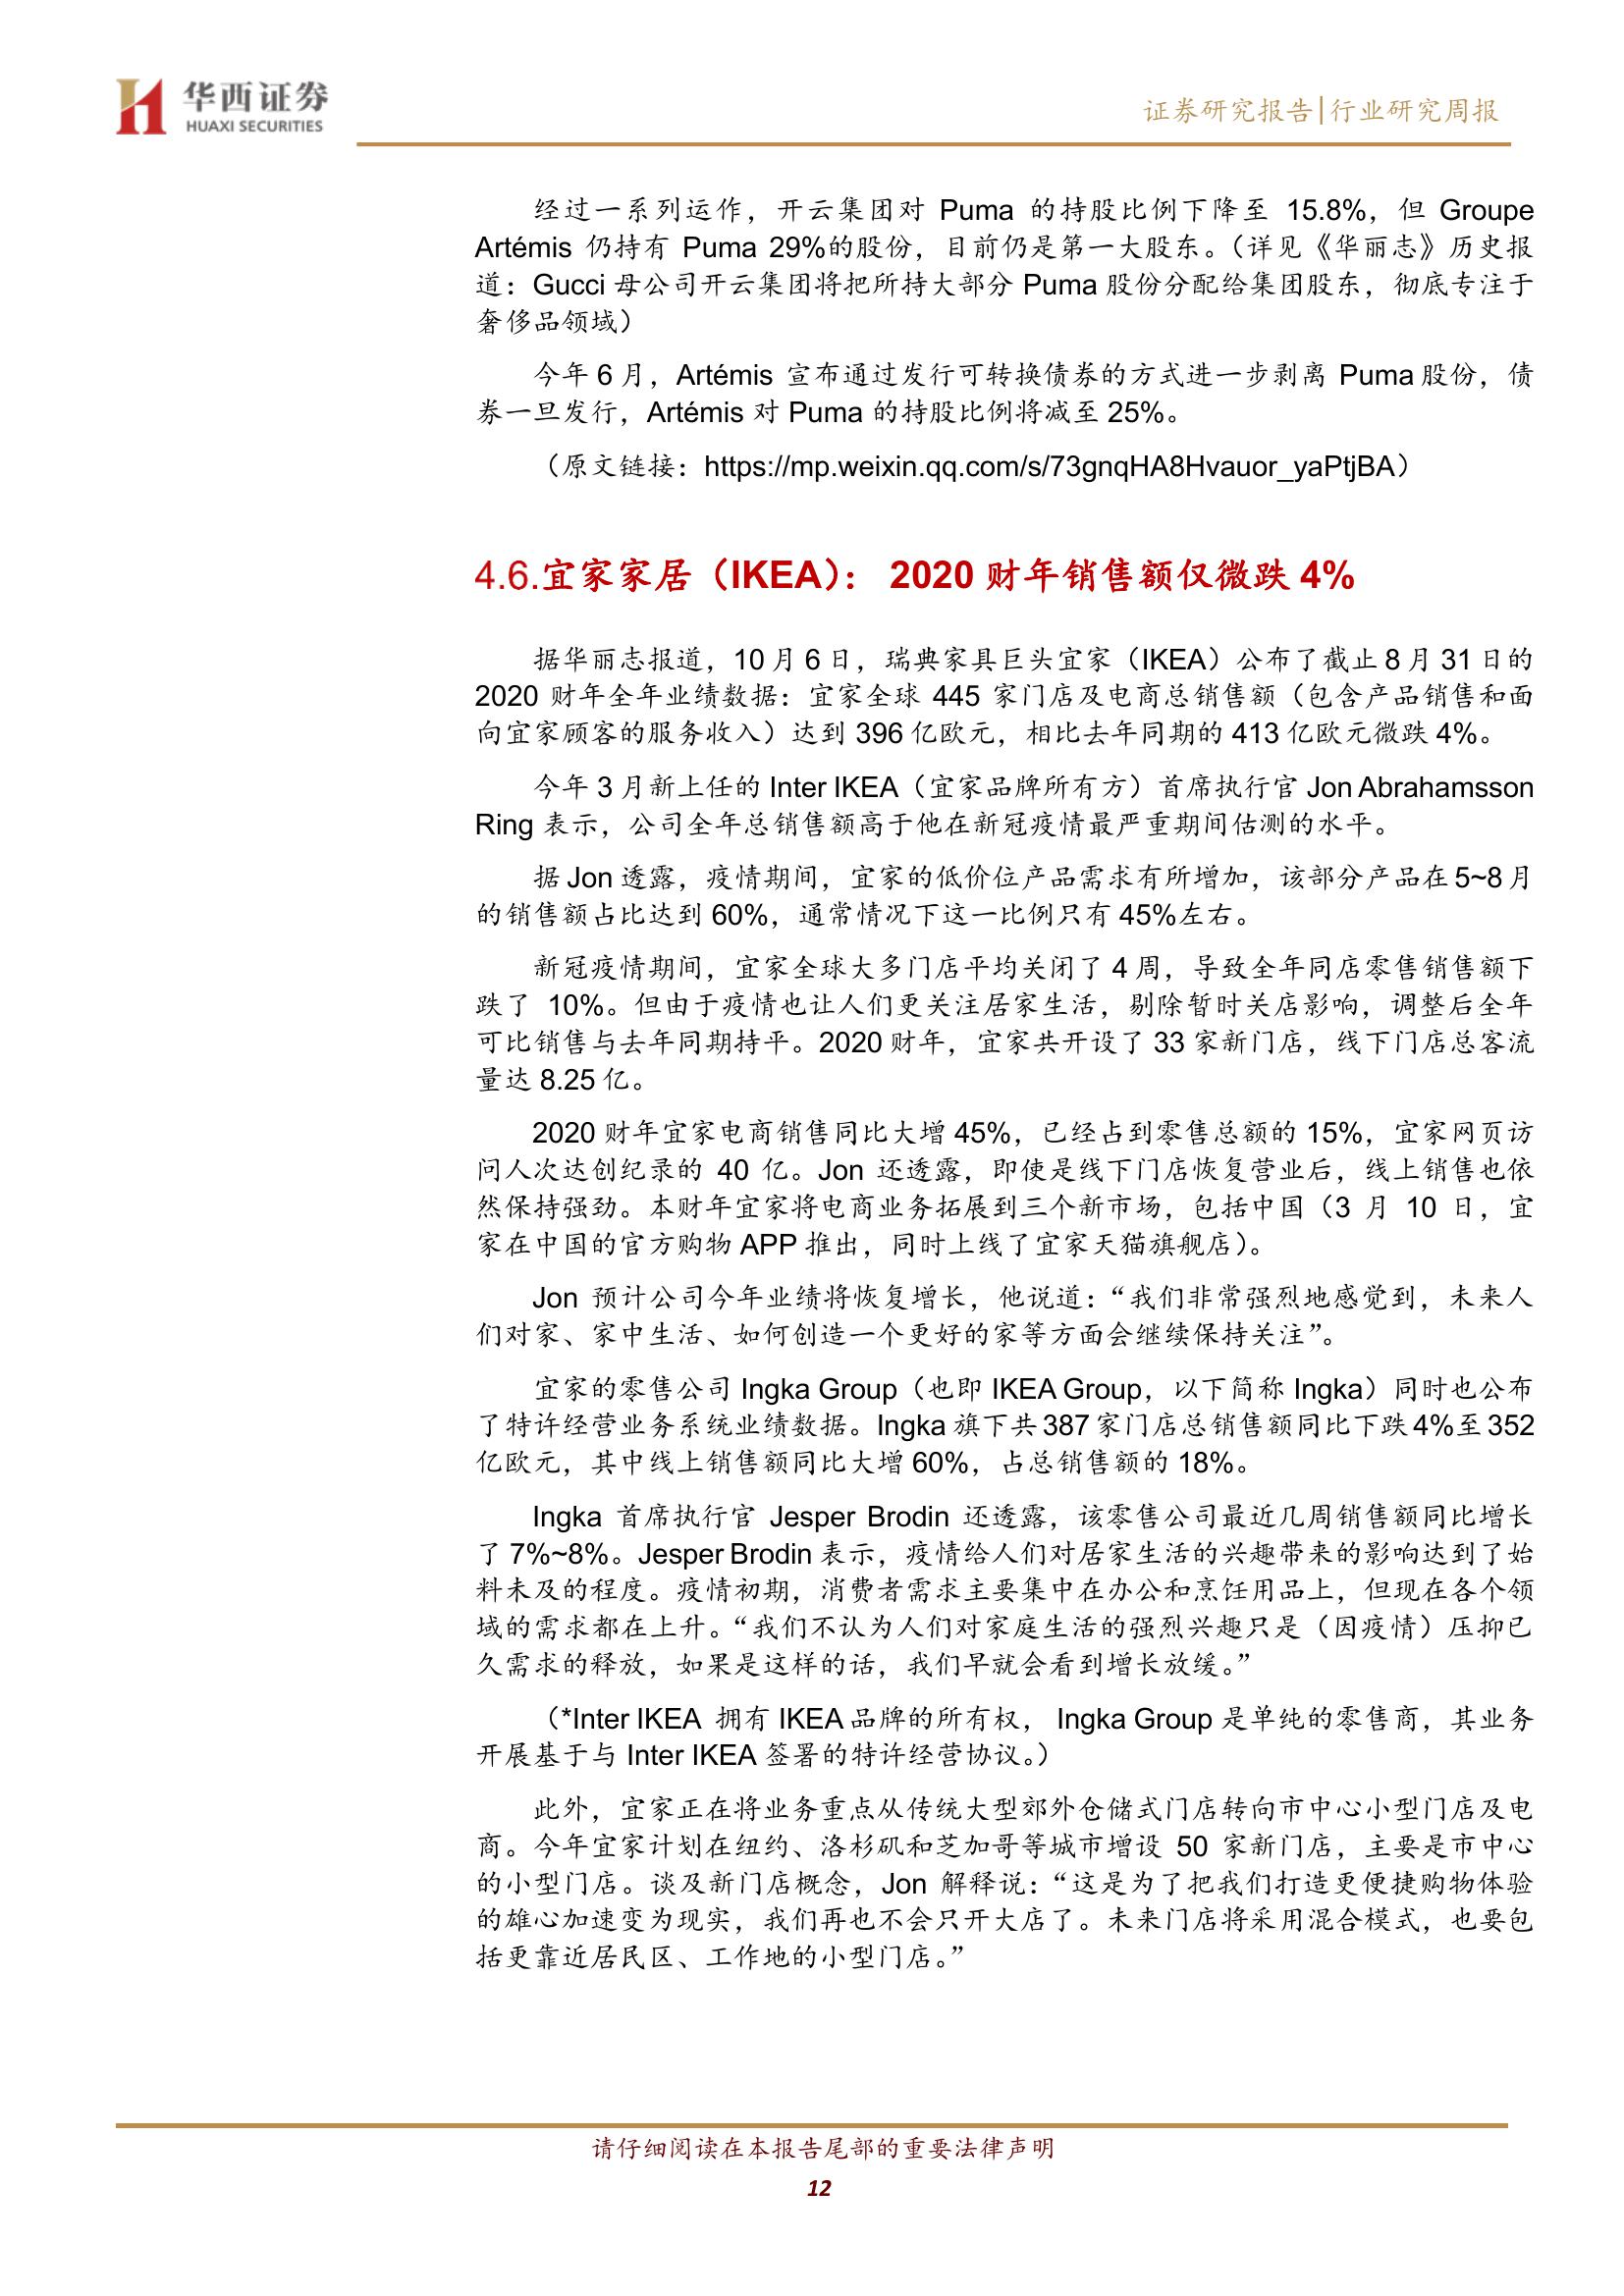 华西证券
HUAXI SECURITIES
证券研究报告|行业研究周报
经过一系列运作，开云集团对 Puma 的持股比例下降至 15.8%，但 Groupe
Artémis 仍持有 Puma 29%的股份，目前仍是第一大股东。（详见《华丽志》历史报
道：Gucci 母公司开云集团将把所持大部分 Puma 股份分配给集团股东，彻底专注于
奢侈品领域）
今年 6 月，Artémis 宣布通过发行可转换债券的方式进一步剥离 Puma 股份，债
券一旦发行，Artémis 对 Puma 的持股比例将减至 25%。
（原文链接：https://mp.weixin.qq.com/s/73gnqHA8Hvauor_yaPtjBA）
4.6.宜家家居（IKEA）： 2020 财年销售额仅微跌 4%
据华丽志报道，10 月 6 日，瑞典家具巨头宜家（IKEA）公布了截止 8 月 31 日的
2020 财年全年业绩数据：宜家全球 445 家门店及电商总销售额（包含产品销售和面
向宜家顾客的服务收入）达到 396 亿欧元，相比去年同期的 413 亿欧元微跌 4%。
今年 3 月新上任的 Inter IKEA（宜家品牌所有方）首席执行官 Jon Abrahamsson
Ring 表示，公司全年总销售额高于他在新冠疫情最严重期间估测的水平。
据 Jon 透露，疫情期间，宜家的低价位产品需求有所增加，该部分产品在 5~8 月
的销售额占比达到 60%，通常情况下这一比例只有 45%左右。
新冠疫情期间，宜家全球大多门店平均关闭了 4 周，导致全年同店零售销售额下
跌了 10%。但由于疫情也让人们更关注居家生活，剔除暂时关店影响，调整后全年
可比销售与去年同期持平。2020 财年，宜家共开设了 33 家新门店，线下门店总客流
量达 8.25 亿。
2020 财年宜家电商销售同比大增 45%，已经占到零售总额的 15%，宜家网页访
问人次达创纪录的 40 亿。Jon 还透露，即使是线下门店恢复营业后，线上销售也依
然保持强劲。本财年宜家将电商业务拓展到三个新市场，包括中国（3 月 10 日，宜
家在中国的官方购物 APP 推出，同时上线了宜家天猫旗舰店）。
Jon 预计公司今年业绩将恢复增长，他说道：“我们非常强烈地感觉到，未来人
们对家、家中生活、如何创造一个更好的家等方面会继续保持关注”。
宜家的零售公司 Ingka Group（也即 IKEA Group，以下简称 Ingka）同时也公布
了特许经营业务系统业绩数据。Ingka 旗下共 387 家门店总销售额同比下跌 4%至 352
亿欧元，其中线上销售额同比大增 60%，占总销售额的 18%。
Ingka 首席执行官 Jesper Brodin 还透露，该零售公司最近几周销售额同比增长
了 7%~8%。Jesper Brodin 表示，疫情给人们对居家生活的兴趣带来的影响达到了始
料未及的程度。疫情初期，消费者需求主要集中在办公和烹饪用品上，但现在各个领
域的需求都在上升。“我们不认为人们对家庭生活的强烈兴趣只是（因疫情）压抑已
久需求的释放，如果是这样的话，我们早就会看到增长放缓。”
（*Inter IKEA 拥有 IKEA 品牌的所有权， Ingka Group 是单纯的零售商，其业务
开展基于与 Inter IKEA 签署的特许经营协议。）
此外，宜家正在将业务重点从传统大型郊外仓储式门店转向市中心小型门店及电
商。今年宜家计划在纽约、洛杉矶和芝加哥等城市增设 50 家新门店，主要是市中心
的小型门店。谈及新门店概念，Jon 解释说：“这是为了把我们打造更便捷购物体验
的雄心加速变为现实，我们再也不会只开大店了。未来门店将采用混合模式，也要包
括更靠近居民区、工作地的小型门店。”
请仔细阅读在本报告尾部的重要法律声明
12